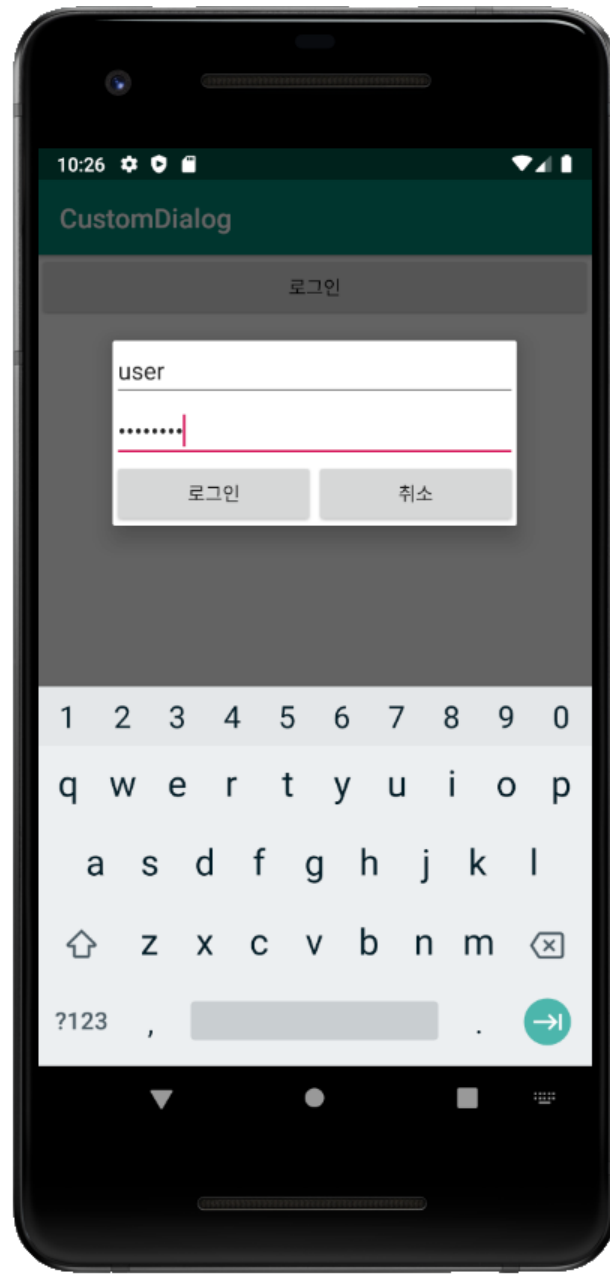 10:26
CustomDialog
로그인
user
••••••••
로그인 취소
1 2 3 4 5 6 7 8 9 0
q w e r t y u i o p
a s d f g h j k l
z x c v b n m
?123 , .